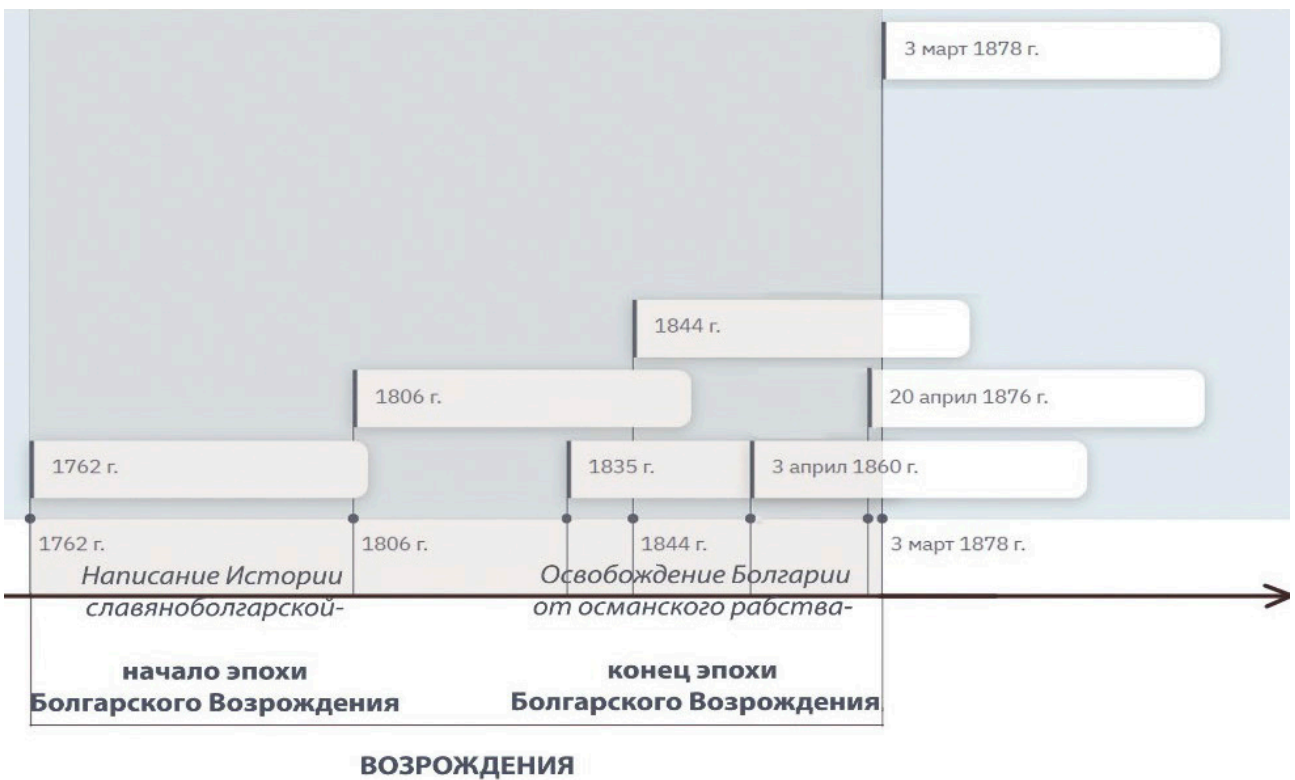 3 март 1878 г.
1844 г.
1806 г.
20 април 1876 г.
1762 г.
1835 г.
3 април 1860 г.
1762 г.
1806 г.
1844 г.
3 март 1878 г.
Написание Истории
славяноболгарской-
Освобождение Болгарии
от османского рабства-
начало эпохи
Болгарского Возрождения
конец эпохи
Болгарского Возрождения
ВОЗРОЖДЕНИЯ